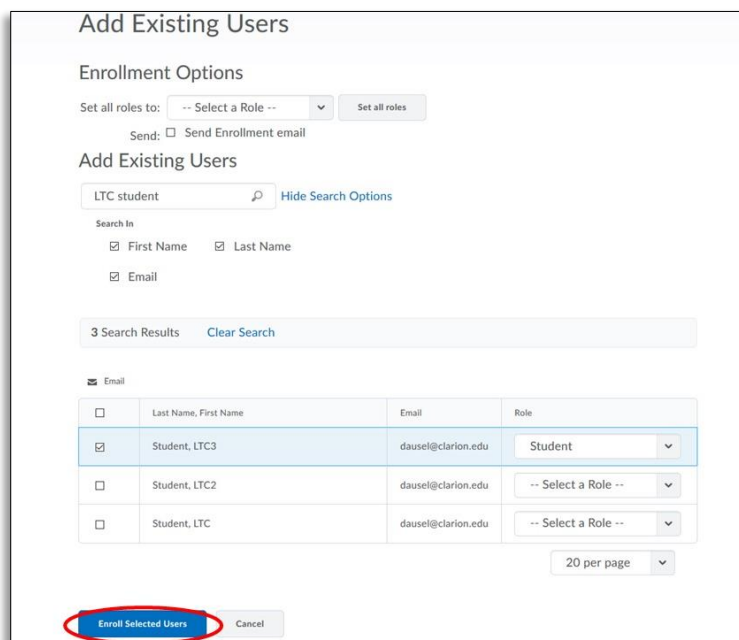 Add Existing Users
Enrollment Options
Set all roles to: -- Select a Role -- Set all roles
Send: Send Enrollment email
Add Existing Users
LTC student Hide Search Options
Search In
First Name Last Name
Email
3 Search Results Clear Search
Email
Last Name, First Name Email Role
Student, LTC3 dausel@clarion.edu Student
Student, LTC2 dausel@clarion.edu -- Select a Role --
Student, LTC dausel@clarion.edu -- Select a Role --
20 per page
Enroll Selected Users Cancel